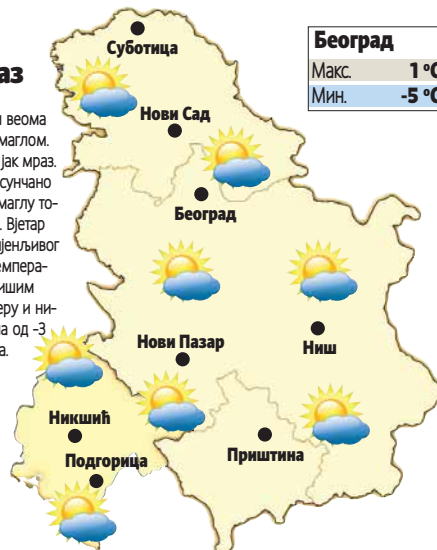 аз
веома
маглом.
јак мраз.
сунчано
маглу то-
Вјетар
емпера-
ишим
еру и ни-
а од -3
а.
Београд
Макс. 1 °C
Мин. -5 °C
Суботица
Нови Сад
Београд
Нови Пазар
Ниш
Никшић
Подгорица
Приштина